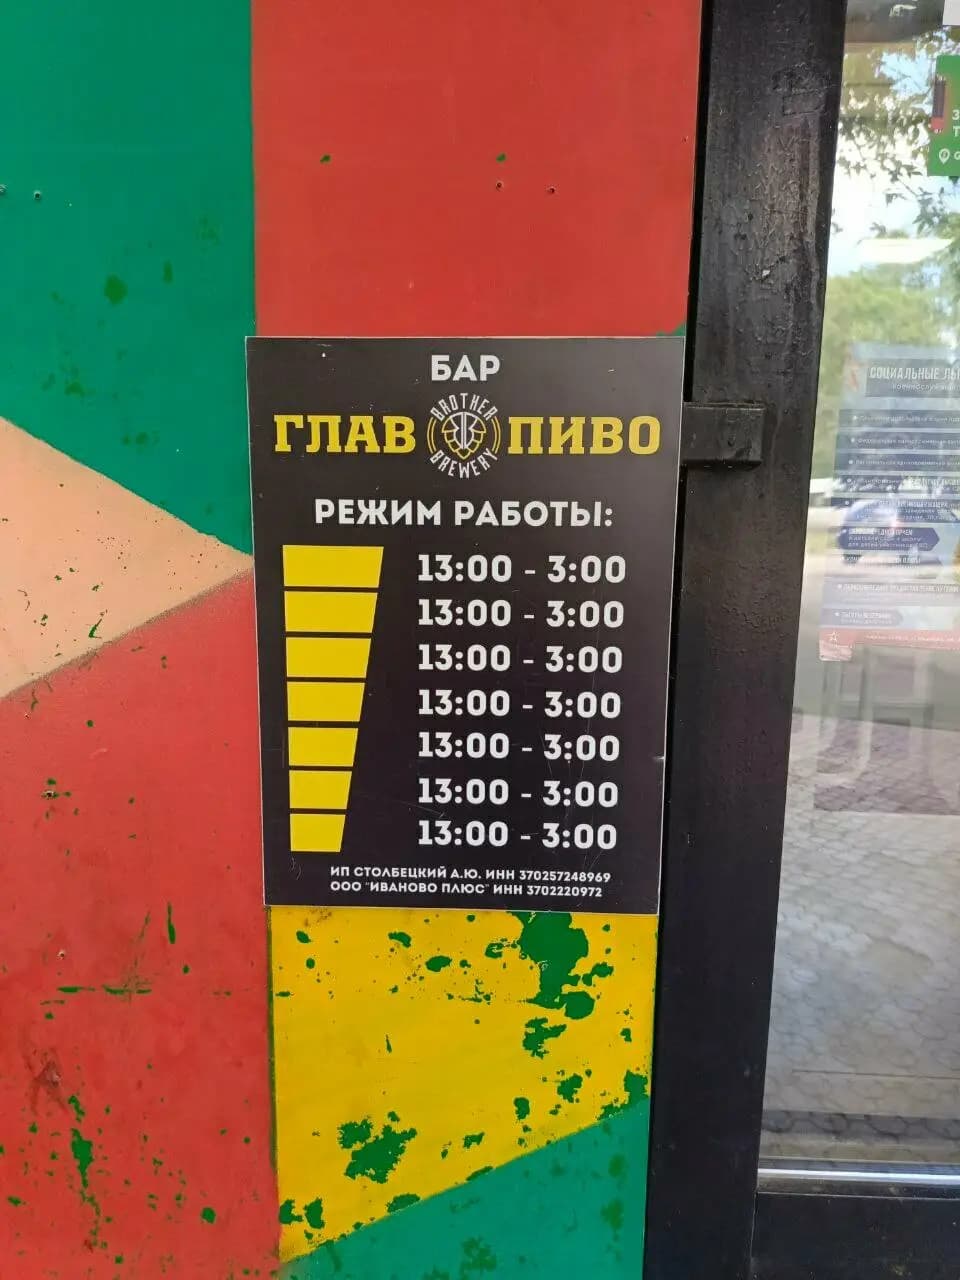 БАР
ГЛАВ BROTHER BREWERY ПИВО
РЕЖИМ РАБОТЫ:
13:00 - 3:00
13:00 - 3:00
13:00 - 3:00
13:00 - 3:00
13:00 - 3:00
13:00 - 3:00
13:00 - 3:00
ИП СТОЛБЕЦКИЙ А.Ю. ИНН 370257248969
ООО "ИВАНОВО ПЛЮС" ИНН 3702220972
СОЦИАЛЬНЫЕ